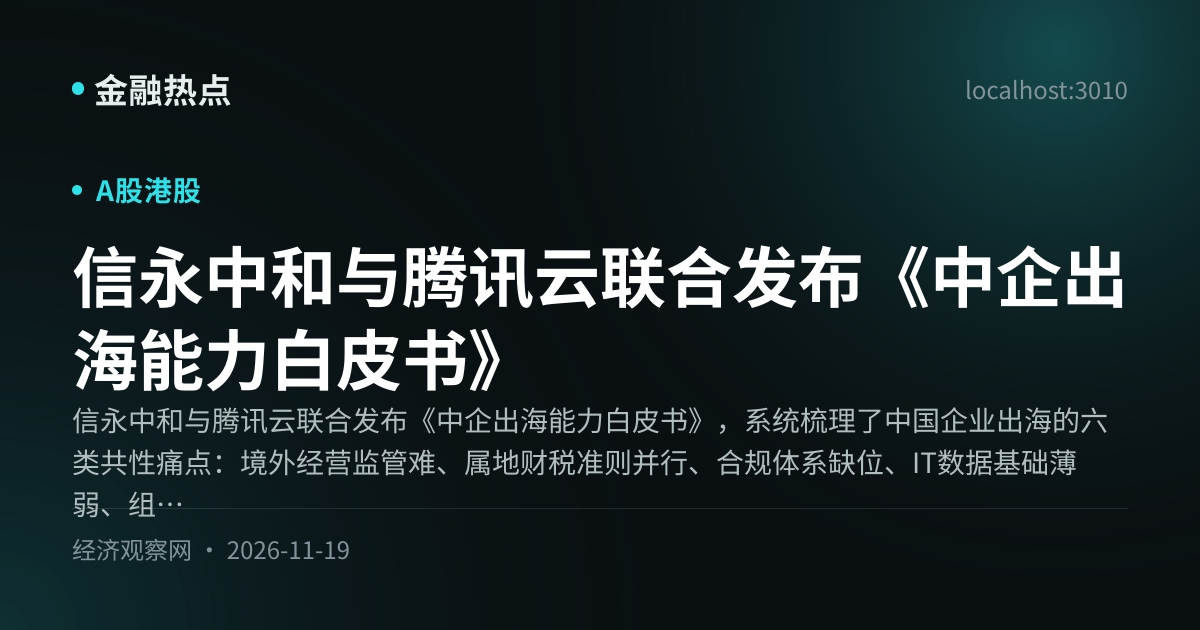 金融热点
localhost:3010
A股港股
信永中和与腾讯云联合发布《中企出
海能力白皮书》
信永中和与腾讯云联合发布《中企出海能力白皮书》，系统梳理了中国企业出海的六
类共性痛点：境外经营监管难、属地财税准则并行、合规体系缺位、IT数据基础薄
弱、组…
经济观察网 • 2026-11-19